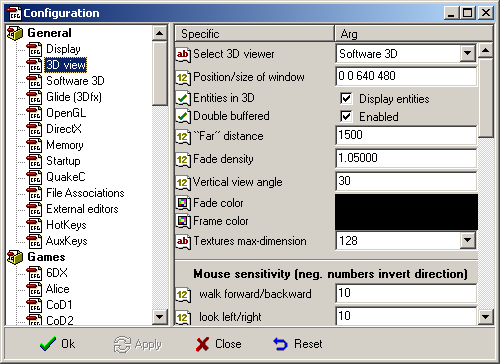 Configuration
General
Display
3D view
Software 3D
Glide (3Dfx)
OpenGL
DirectX
Memory
Startup
QuakeC
File Associations
External editors
HotKeys
AuxKeys
Games
6DX
Alice
CoD1
CoD2
Specific Arg
Select 3D viewer Software 3D
Position/size of window 0 0 640 480
Entities in 3D Display entities
Double buffered Enabled
``Far´´ distance 1500
Fade density 1.05000
Vertical view angle 30
Fade color
Frame color
Textures max-dimension 128
Mouse sensitivity (neg. numbers invert direction)
walk forward/backward 10
look left/right 10
Ok Apply Close Reset